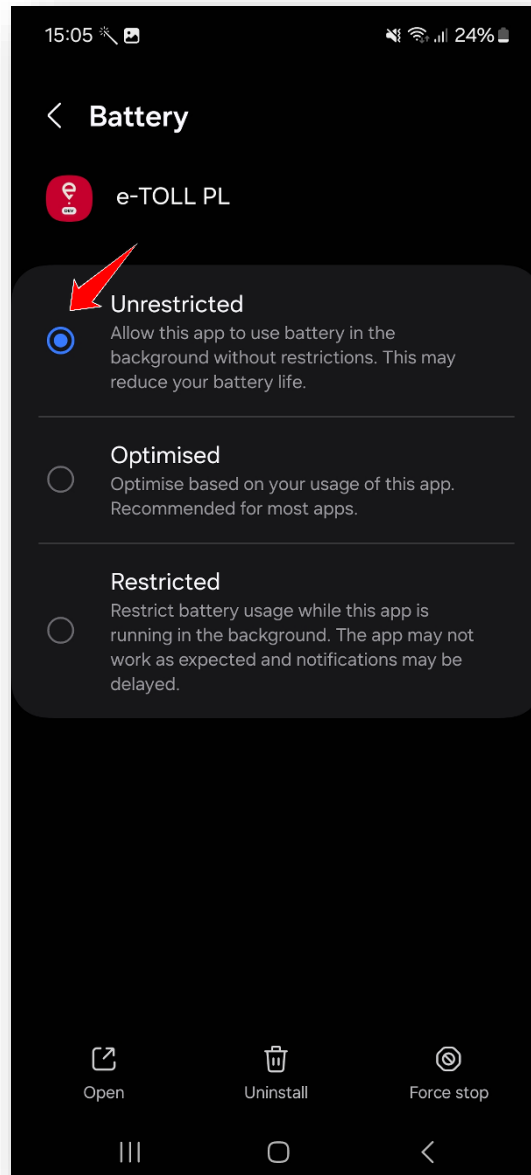 15:05 24%
Battery
e-TOLL PL
Unrestricted
Allow this app to use battery in the
background without restrictions. This may
reduce your battery life.
Optimised
Optimise based on your usage of this app.
Recommended for most apps.
Restricted
Restrict battery usage while this app is
running in the background. The app may not
work as expected and notifications may be
delayed.
Open Uninstall Force stop